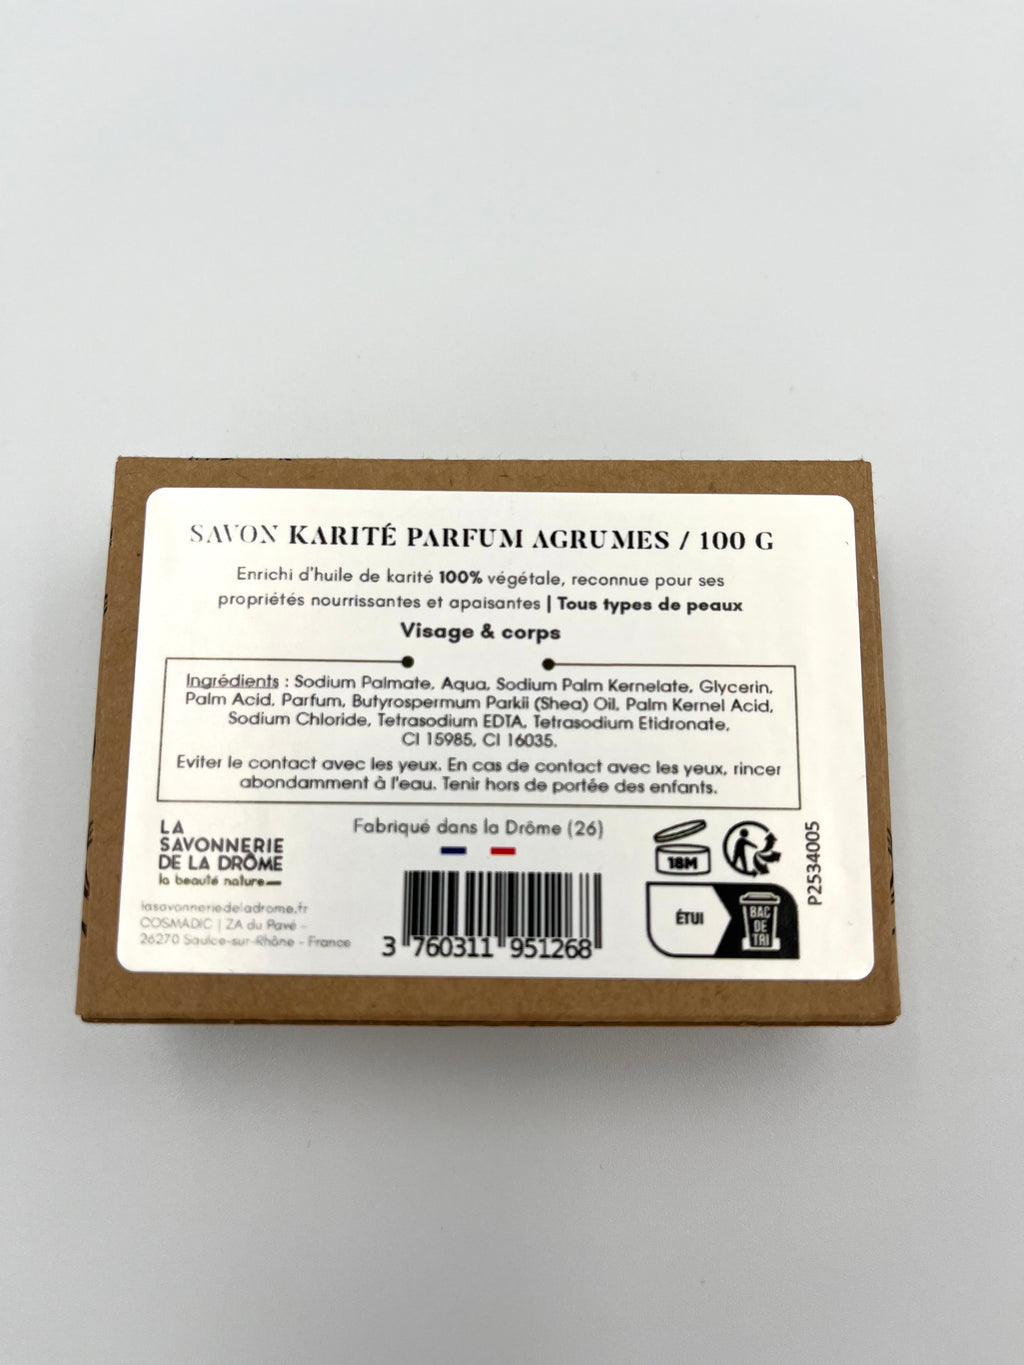 SAVON KARITÉ PARFUM AGRUMES / 100 G
Enrichi d'huile de karité 100% végétale, reconnue pour ses
propriétés nourrissantes et apaisantes | Tous types de peaux
Visage & corps
Ingrédients : Sodium Palmate, Aqua, Sodium Palm Kernelate, Glycerin,
Palm Acid, Parfum, Butyrospermum Parkii (Shea) Oil, Palm Kernel Acid,
Sodium Chloride, Tetrasodium EDTA, Tetrasodium Etidronate,
CI 15985, CI 16035.
Eviter le contact avec les yeux. En cas de contact avec les yeux, rincer
abondamment à l'eau. Tenir hors de portée des enfants.
LA
SAVONNERIE
DE LA DRÔME
la beauté nature
lasavonneriedeladrome.fr
COSMADIC | ZA du Pavé -
26270 Saulce-sur-Rhône - France
Fabriqué dans la Drôme (26)
3 760311 951268
18M
ÉTUI
BAC
DE
TRI
P2534005